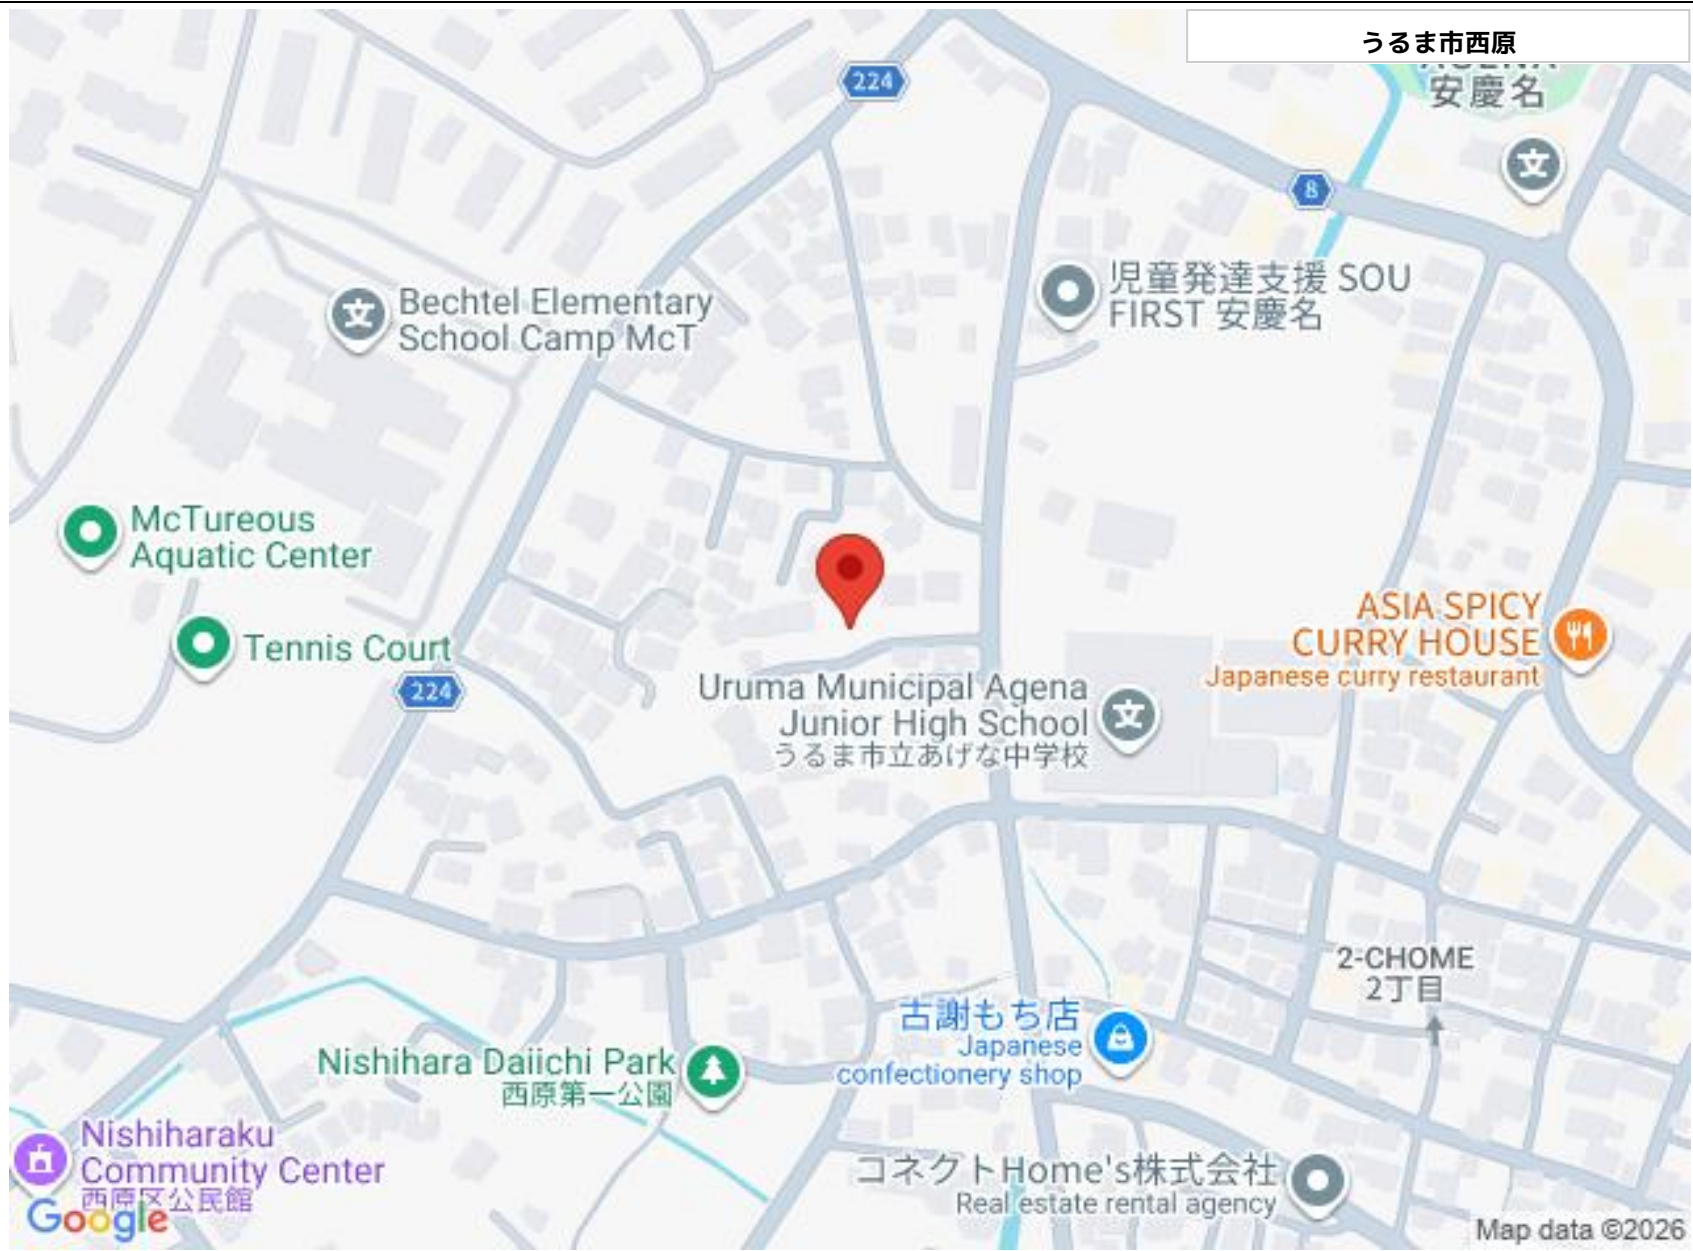 うるま市西原
安慶名
224
8
児童発達支援 SOU
FIRST 安慶名
Bechtel Elementary
School Camp McT
McTureous
Aquatic Center
Tennis Court
224
ASIA SPICY
CURRY HOUSE
Japanese curry restaurant
Uruma Municipal Agena
Junior High School
うるま市立あげな中学校
2-CHOME
2丁目
古謝もち店
Japanese
confectionery shop
Nishihara Daiichi Park
西原第一公園
Nishiharaku
Community Center
西原区公民館
コネクトHome's株式会社
Real estate rental agency
Google
Map data ©2026